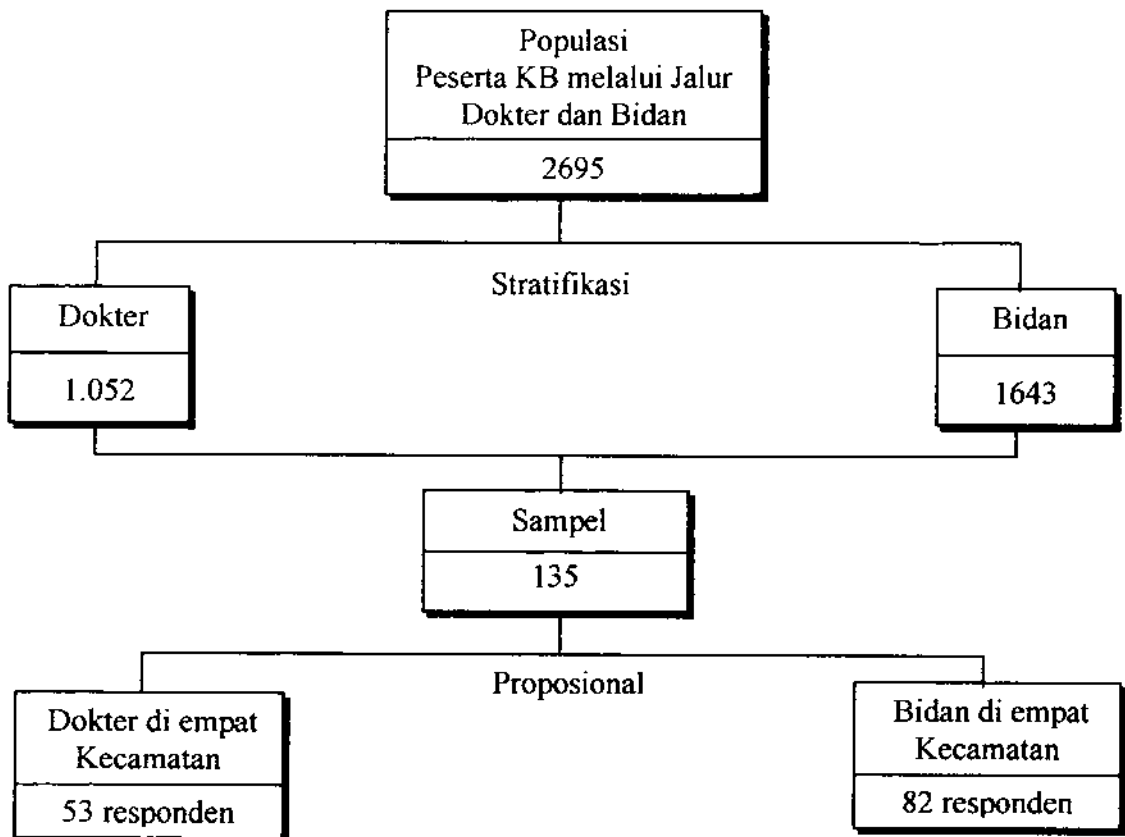 Populasi
Peserta KB melalui Jalur
Dokter dan Bidan
2695
Stratifikasi
Dokter
1.052
Bidan
1643
Sampel
135
Proposional
Dokter di empat
Kecamatan
53 responden
Bidan di empat
Kecamatan
82 responden